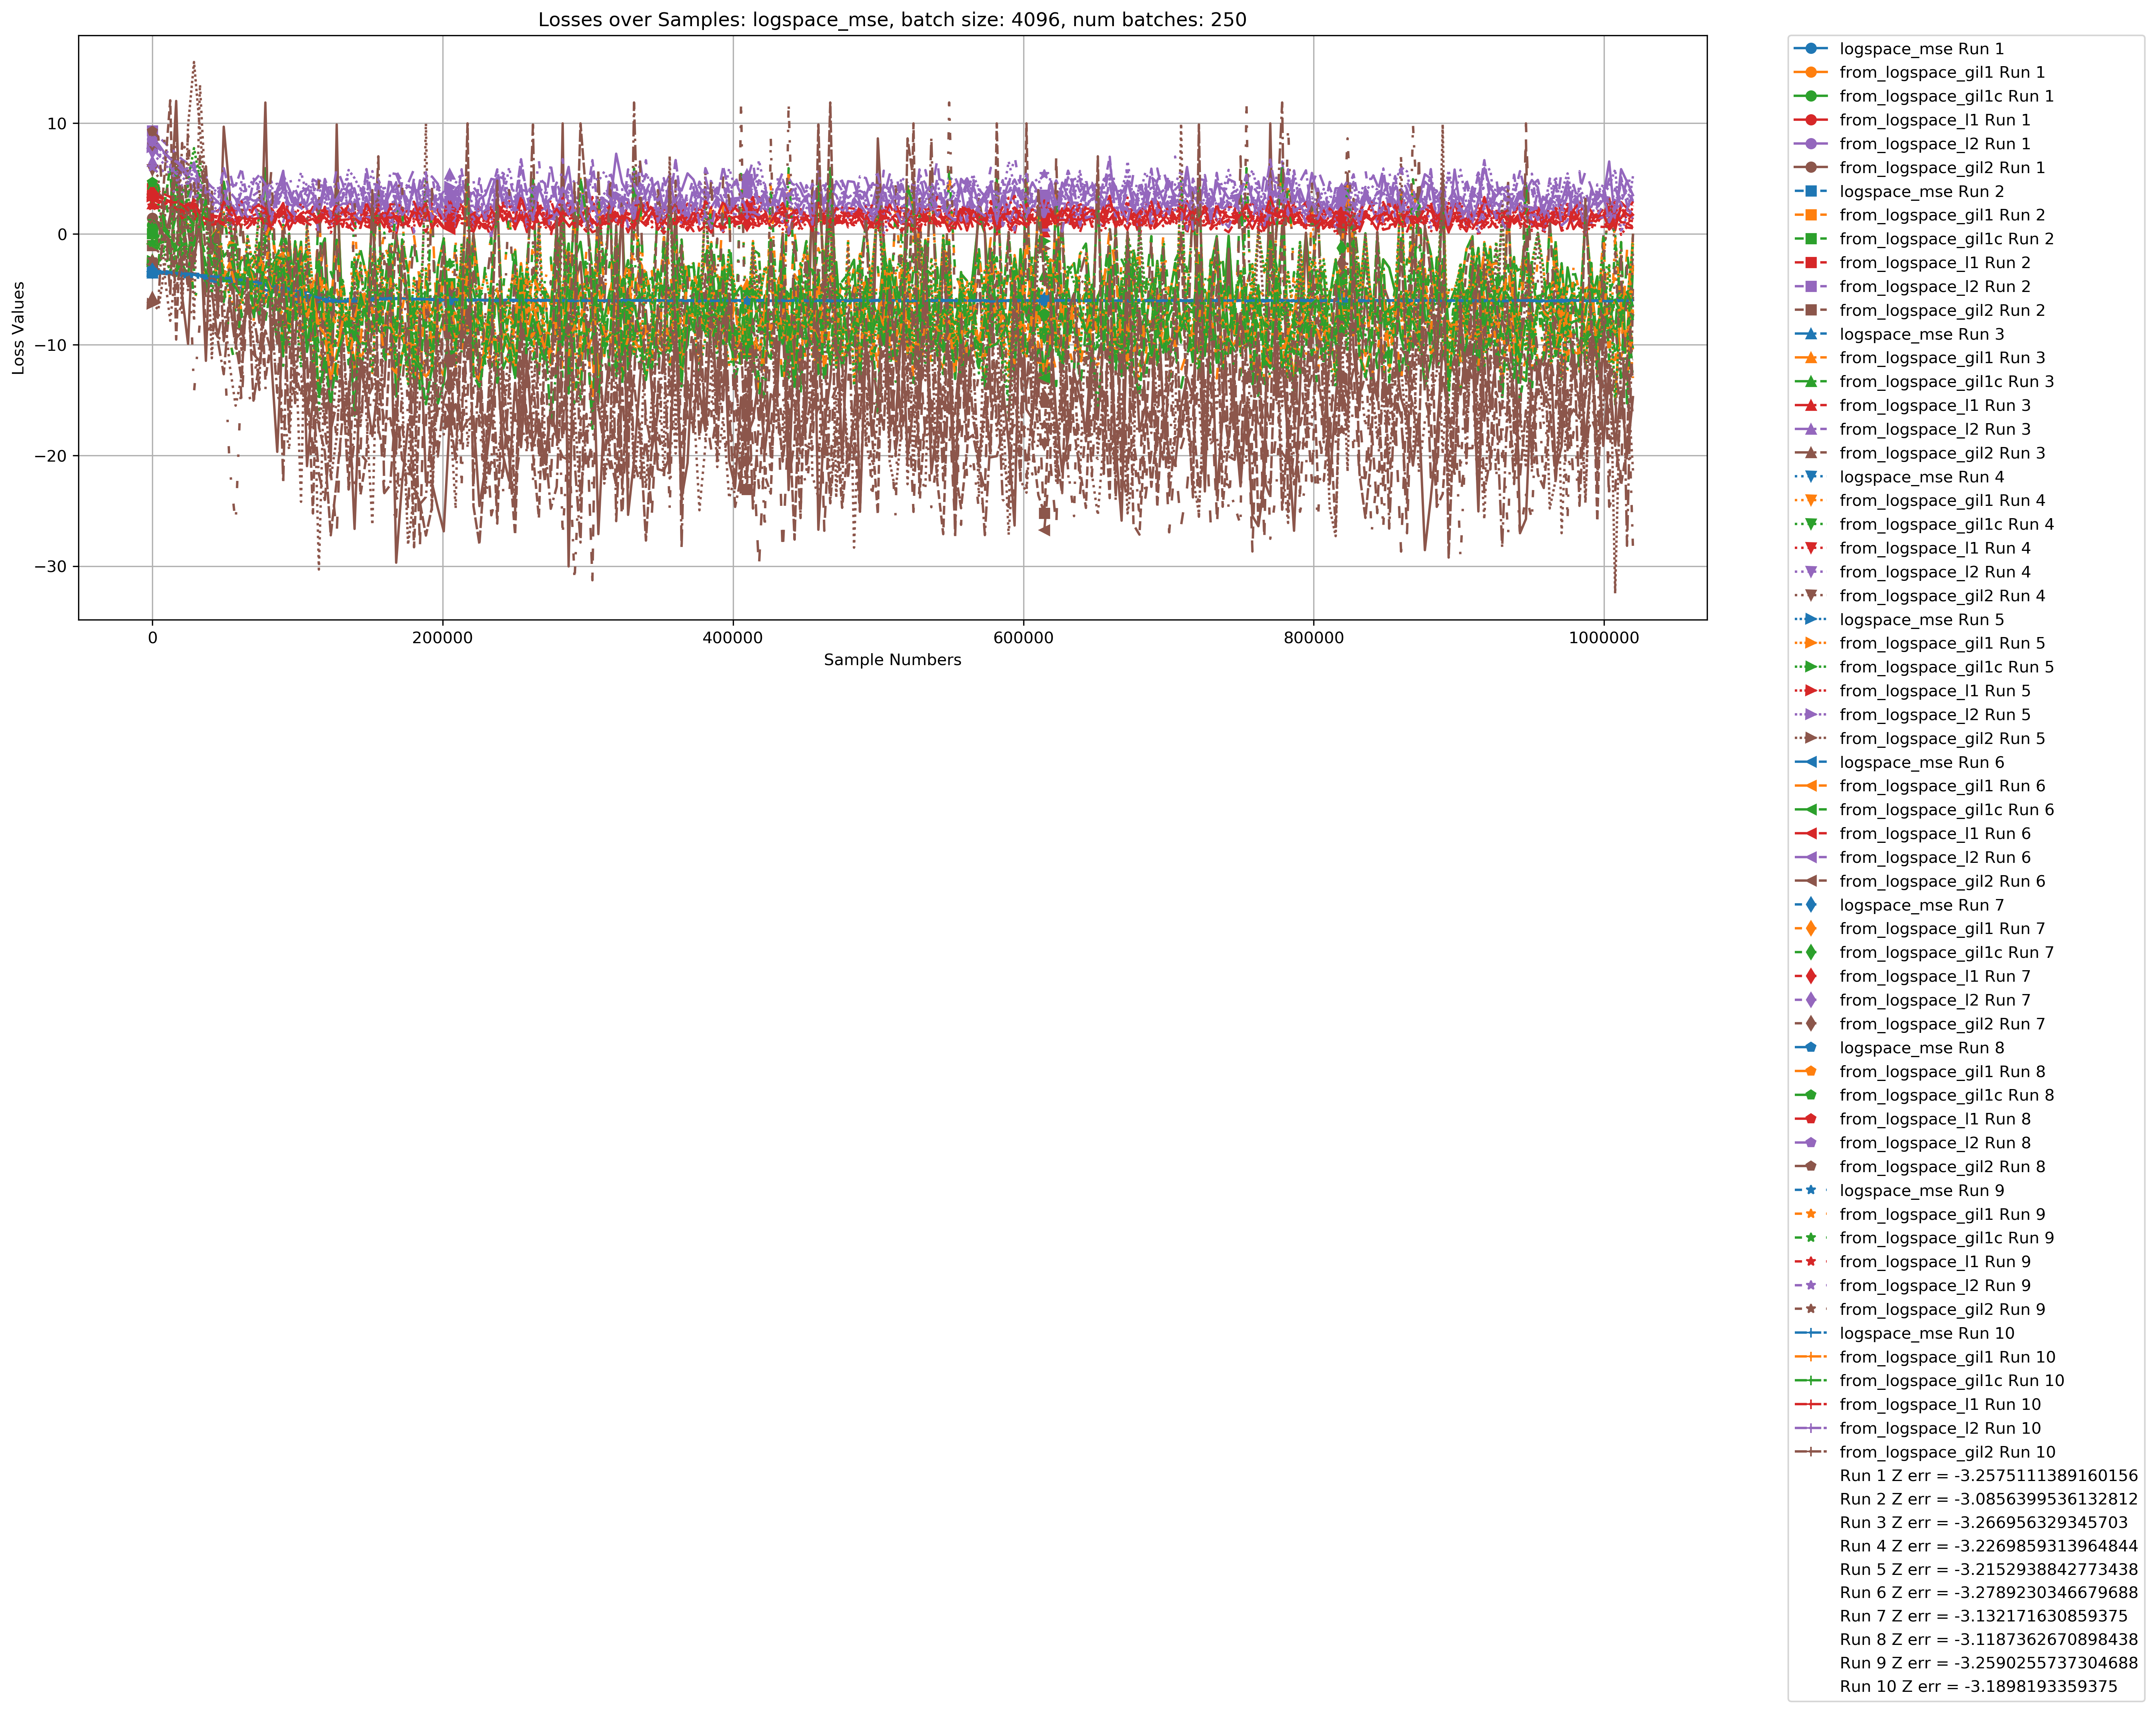 Losses over Samples: logspace_mse, batch size: 4096, num batches: 250
Loss Values
10
0
−10
−20
−30
0
200000
400000
600000
800000
1000000
Sample Numbers
logspace_mse Run 1
from_logspace_gil1 Run 1
from_logspace_gil1c Run 1
from_logspace_l1 Run 1
from_logspace_l2 Run 1
from_logspace_gil2 Run 1
logspace_mse Run 2
from_logspace_gil1 Run 2
from_logspace_gil1c Run 2
from_logspace_l1 Run 2
from_logspace_l2 Run 2
from_logspace_gil2 Run 2
logspace_mse Run 3
from_logspace_gil1 Run 3
from_logspace_gil1c Run 3
from_logspace_l1 Run 3
from_logspace_l2 Run 3
from_logspace_gil2 Run 3
logspace_mse Run 4
from_logspace_gil1 Run 4
from_logspace_gil1c Run 4
from_logspace_l1 Run 4
from_logspace_l2 Run 4
from_logspace_gil2 Run 4
logspace_mse Run 5
from_logspace_gil1 Run 5
from_logspace_gil1c Run 5
from_logspace_l1 Run 5
from_logspace_l2 Run 5
from_logspace_gil2 Run 5
logspace_mse Run 6
from_logspace_gil1 Run 6
from_logspace_gil1c Run 6
from_logspace_l1 Run 6
from_logspace_l2 Run 6
from_logspace_gil2 Run 6
logspace_mse Run 7
from_logspace_gil1 Run 7
from_logspace_gil1c Run 7
from_logspace_l1 Run 7
from_logspace_l2 Run 7
from_logspace_gil2 Run 7
logspace_mse Run 8
from_logspace_gil1 Run 8
from_logspace_gil1c Run 8
from_logspace_l1 Run 8
from_logspace_l2 Run 8
from_logspace_gil2 Run 8
logspace_mse Run 9
from_logspace_gil1 Run 9
from_logspace_gil1c Run 9
from_logspace_l1 Run 9
from_logspace_l2 Run 9
from_logspace_gil2 Run 9
logspace_mse Run 10
from_logspace_gil1 Run 10
from_logspace_gil1c Run 10
from_logspace_l1 Run 10
from_logspace_l2 Run 10
from_logspace_gil2 Run 10
Run 1 Z err = -3.2575111389160156
Run 2 Z err = -3.0856399536132812
Run 3 Z err = -3.266956329345703
Run 4 Z err = -3.2269859313964844
Run 5 Z err = -3.2152938842773438
Run 6 Z err = -3.2789230346679688
Run 7 Z err = -3.132171630859375
Run 8 Z err = -3.1187362670898438
Run 9 Z err = -3.2590255737304688
Run 10 Z err = -3.1898193359375